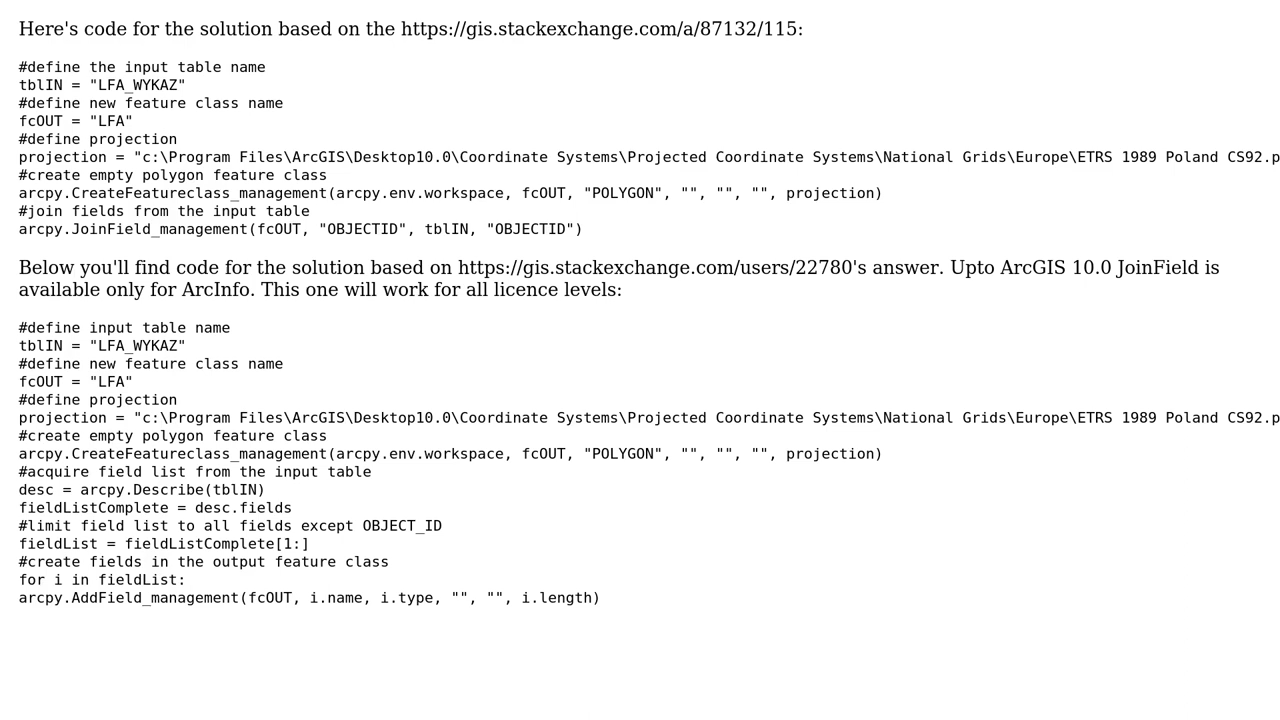 Here's code for the solution based on the https://gis.stackexchange.com/a/87132/115:
#define the input table name
tblIN = "LFA_WYKAZ"
#define new feature class name
fcOUT = "LFA"
#define projection
projection = "c:\Program Files\ArcGIS\Desktop10.0\Coordinate Systems\Projected Coordinate Systems\National Grids\Europe\ETRS 1989 Poland CS92.p
#create empty polygon feature class
arcpy.CreateFeatureclass_management(arcpy.env.workspace, fcOUT, "POLYGON", "", "", "", projection)
#join fields from the input table
arcpy.JoinField_management(fcOUT, "OBJECTID", tblIN, "OBJECTID")
Below you'll find code for the solution based on https://gis.stackexchange.com/users/22780's answer. Upto ArcGIS 10.0 JoinField is
available only for ArcInfo. This one will work for all licence levels:
#define input table name
tblIN = "LFA_WYKAZ"
#define new feature class name
fcOUT = "LFA"
#define projection
projection = "c:\Program Files\ArcGIS\Desktop10.0\Coordinate Systems\Projected Coordinate Systems\National Grids\Europe\ETRS 1989 Poland CS92.p
#create empty polygon feature class
arcpy.CreateFeatureclass_management(arcpy.env.workspace, fcOUT, "POLYGON", "", "", "", projection)
#acquire field list from the input table
desc = arcpy.Describe(tblIN)
fieldListComplete = desc.fields
#limit field list to all fields except OBJECT_ID
fieldList = fieldListComplete[1:]
#create fields in the output feature class
for i in fieldList:
arcpy.AddField_management(fcOUT, i.name, i.type, "", "", i.length)